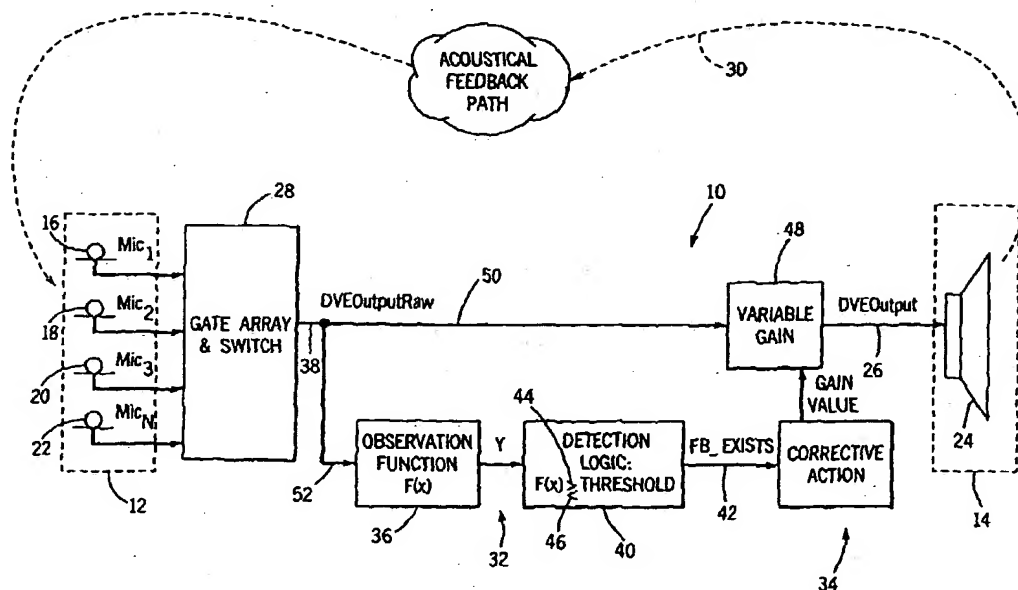 ACOUSTICAL
FEEDBACK
PATH
30
28
10
16
Mic1
48
18
Mic2
GATE ARRAY
& SWITCH
DVEOutputRaw
50
VARIABLE
GAIN
DVEOutput
38
26
20
Mic3
GAIN
VALUE
24
22
MicN
44
OBSERVATION
FUNCTION
F(x)
Y
DETECTION
LOGIC:
F(x) THRESHOLD
FB_EXISTS
CORRECTIVE
ACTION
52
46
42
12
36
32
40
34
14